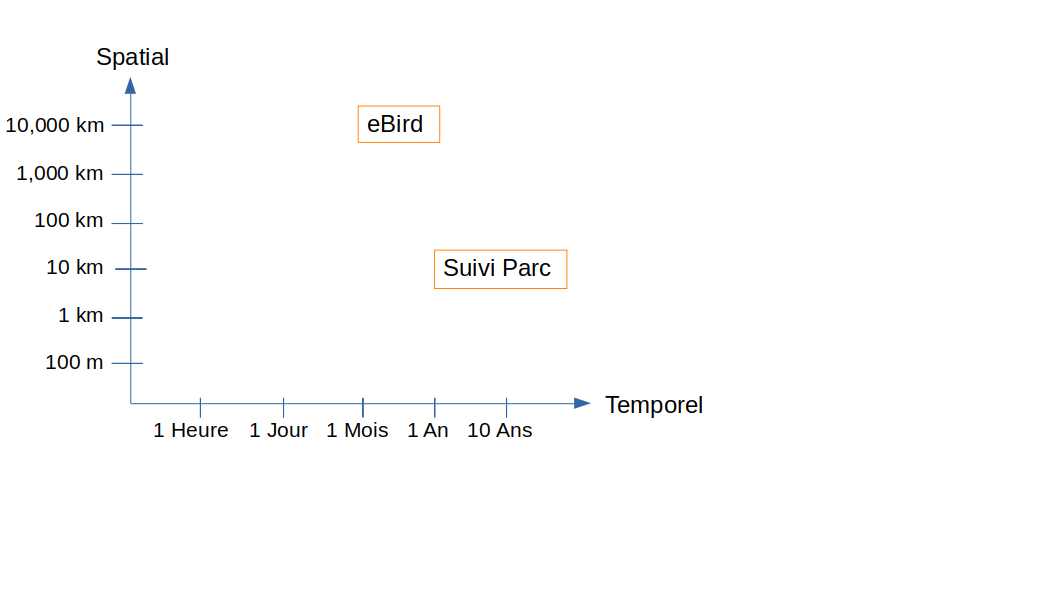 Spatial
10,000 km
eBird
1,000 km
100 km
10 km
Suivi Parc
1 km
100 m
Temporel
1 Heure
1 Jour
1 Mois
1 An
10 Ans